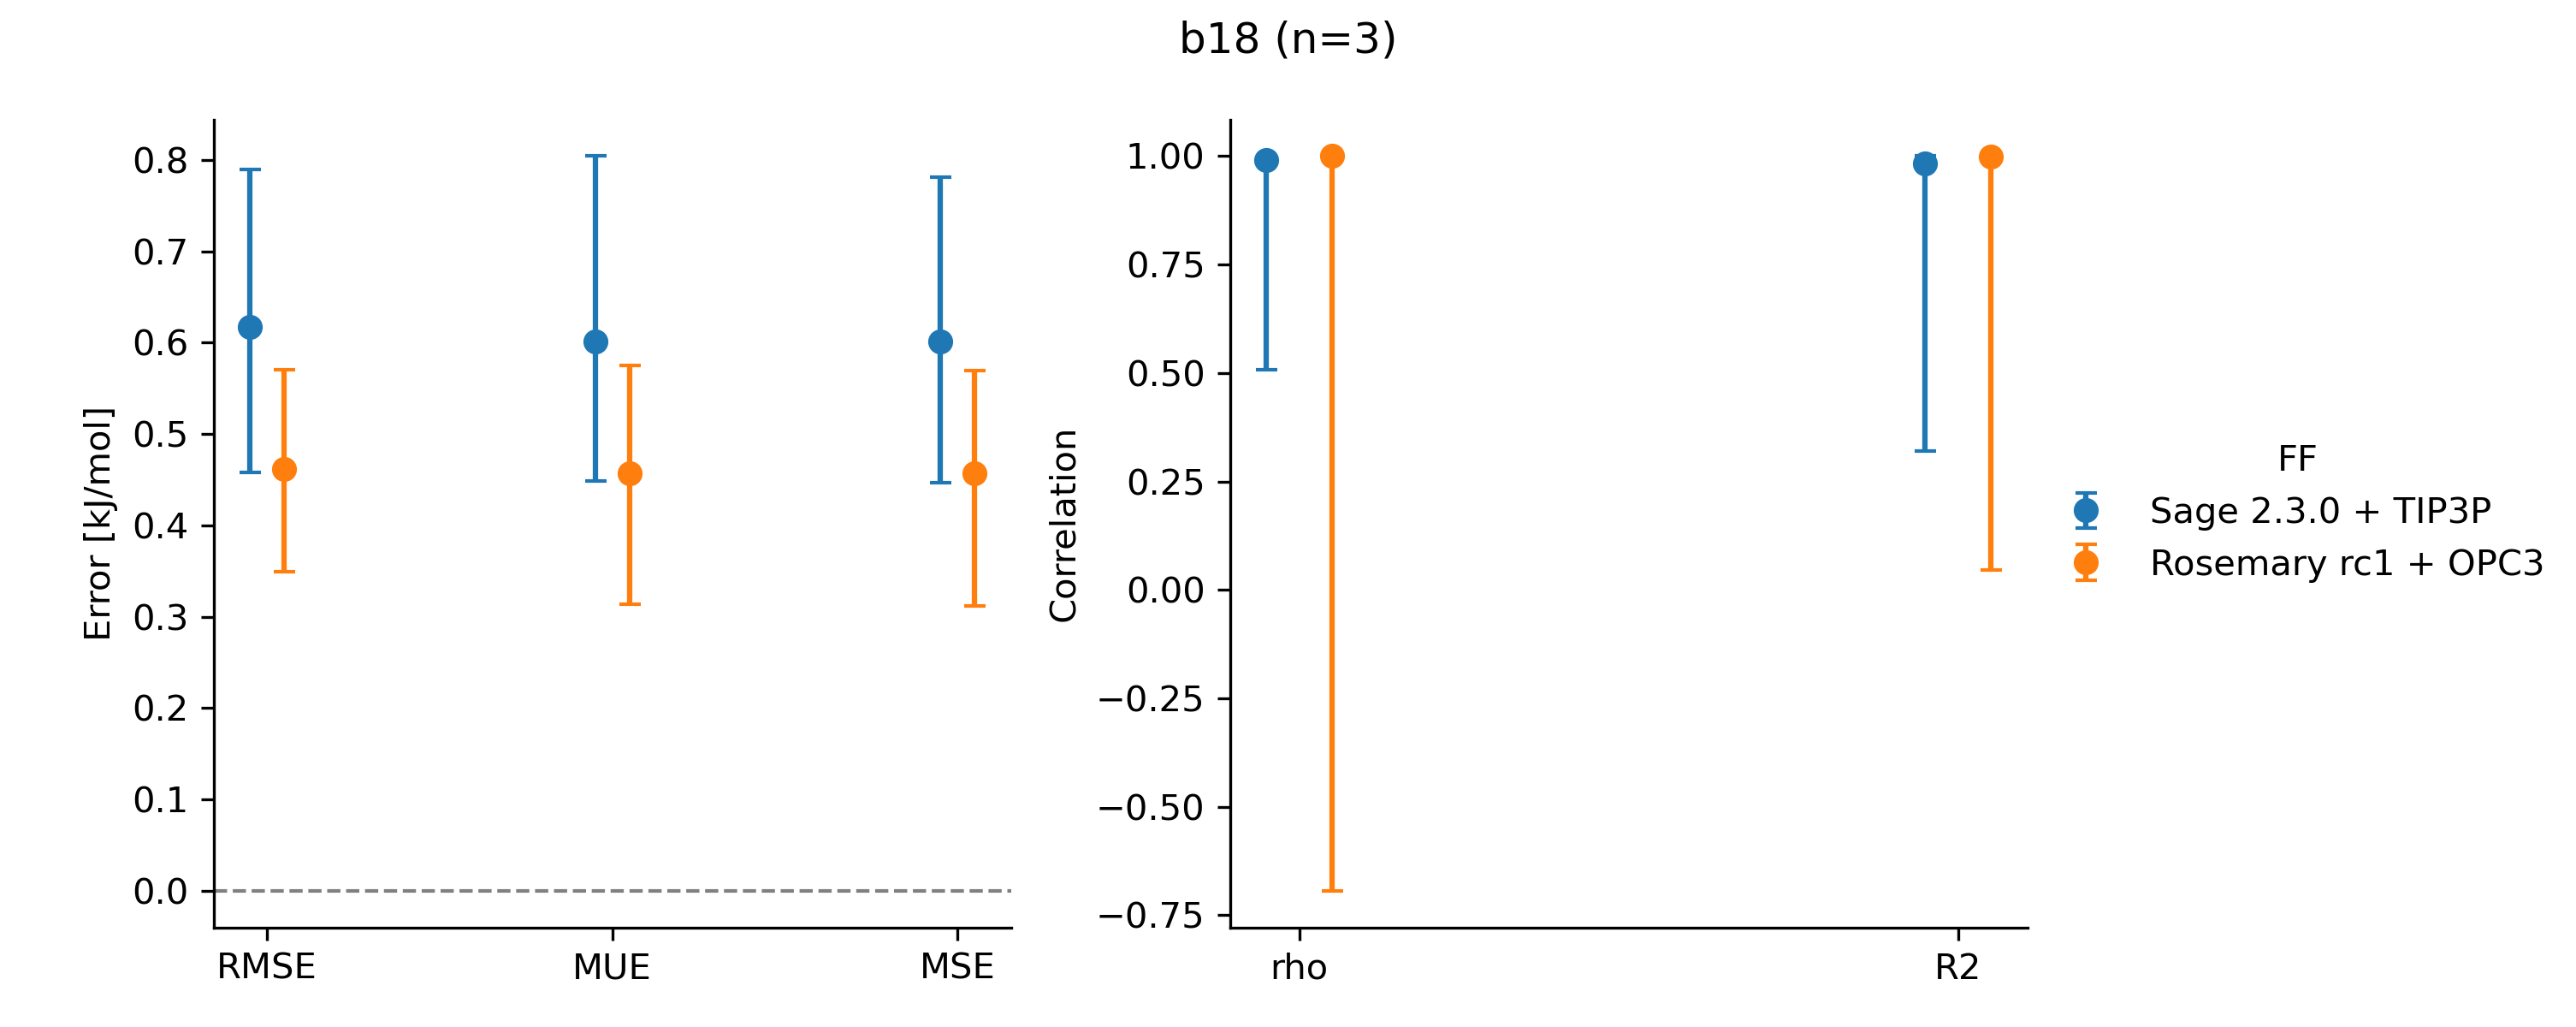 b18 (n=3)
Error [kJ/mol]
0.8
0.7
0.6
0.5
0.4
0.3
0.2
0.1
0.0
RMSE MUE MSE
Correlation
1.00
0.75
0.50
0.25
0.00
−0.25
−0.50
−0.75
rho R2
FF
Sage 2.3.0 + TIP3P
Rosemary rc1 + OPC3